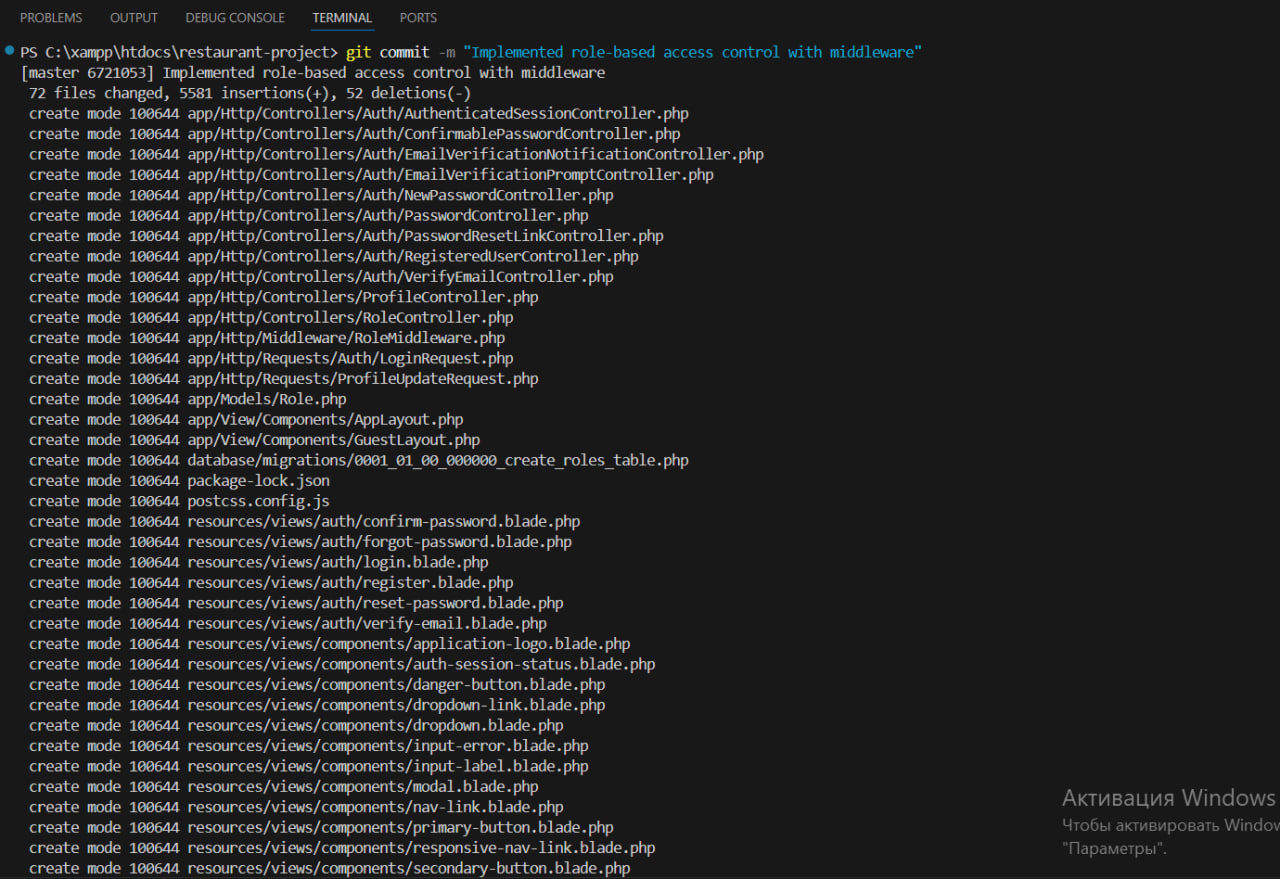 PROBLEMS OUTPUT DEBUG CONSOLE TERMINAL PORTS
PS C:\xampp\htdocs\restaurant-project> git commit -m "Implemented role-based access control with middleware"
[master 6721053] Implemented role-based access control with middleware
72 files changed, 5581 insertions(+), 52 deletions(-)
create mode 100644 app/Http/Controllers/Auth/AuthenticatedSessionController.php
create mode 100644 app/Http/Controllers/Auth/ConfirmablePasswordController.php
create mode 100644 app/Http/Controllers/Auth/EmailVerificationNotificationController.php
create mode 100644 app/Http/Controllers/Auth/EmailVerificationPromptController.php
create mode 100644 app/Http/Controllers/Auth/NewPasswordController.php
create mode 100644 app/Http/Controllers/Auth/PasswordController.php
create mode 100644 app/Http/Controllers/Auth/PasswordResetLinkController.php
create mode 100644 app/Http/Controllers/Auth/RegisteredUserController.php
create mode 100644 app/Http/Controllers/Auth/VerifyEmailController.php
create mode 100644 app/Http/Controllers/ProfileController.php
create mode 100644 app/Http/Controllers/RoleController.php
create mode 100644 app/Http/Middleware/RoleMiddleware.php
create mode 100644 app/Http/Requests/Auth/LoginRequest.php
create mode 100644 app/Http/Requests/ProfileUpdateRequest.php
create mode 100644 app/Models/Role.php
create mode 100644 app/View/Components/AppLayout.php
create mode 100644 app/View/Components/GuestLayout.php
create mode 100644 database/migrations/0001_01_00_000000_create_roles_table.php
create mode 100644 package-lock.json
create mode 100644 postcss.config.js
create mode 100644 resources/views/auth/confirm-password.blade.php
create mode 100644 resources/views/auth/forgot-password.blade.php
create mode 100644 resources/views/auth/login.blade.php
create mode 100644 resources/views/auth/register.blade.php
create mode 100644 resources/views/auth/reset-password.blade.php
create mode 100644 resources/views/auth/verify-email.blade.php
create mode 100644 resources/views/components/application-logo.blade.php
create mode 100644 resources/views/components/auth-session-status.blade.php
create mode 100644 resources/views/components/danger-button.blade.php
create mode 100644 resources/views/components/dropdown-link.blade.php
create mode 100644 resources/views/components/dropdown.blade.php
create mode 100644 resources/views/components/input-error.blade.php
create mode 100644 resources/views/components/input-label.blade.php
create mode 100644 resources/views/components/modal.blade.php
create mode 100644 resources/views/components/nav-link.blade.php
create mode 100644 resources/views/components/primary-button.blade.php
create mode 100644 resources/views/components/responsive-nav-link.blade.php
create mode 100644 resources/views/components/secondary-button.blade.php
Активация Windows
Чтобы активировать Window
"Параметры".